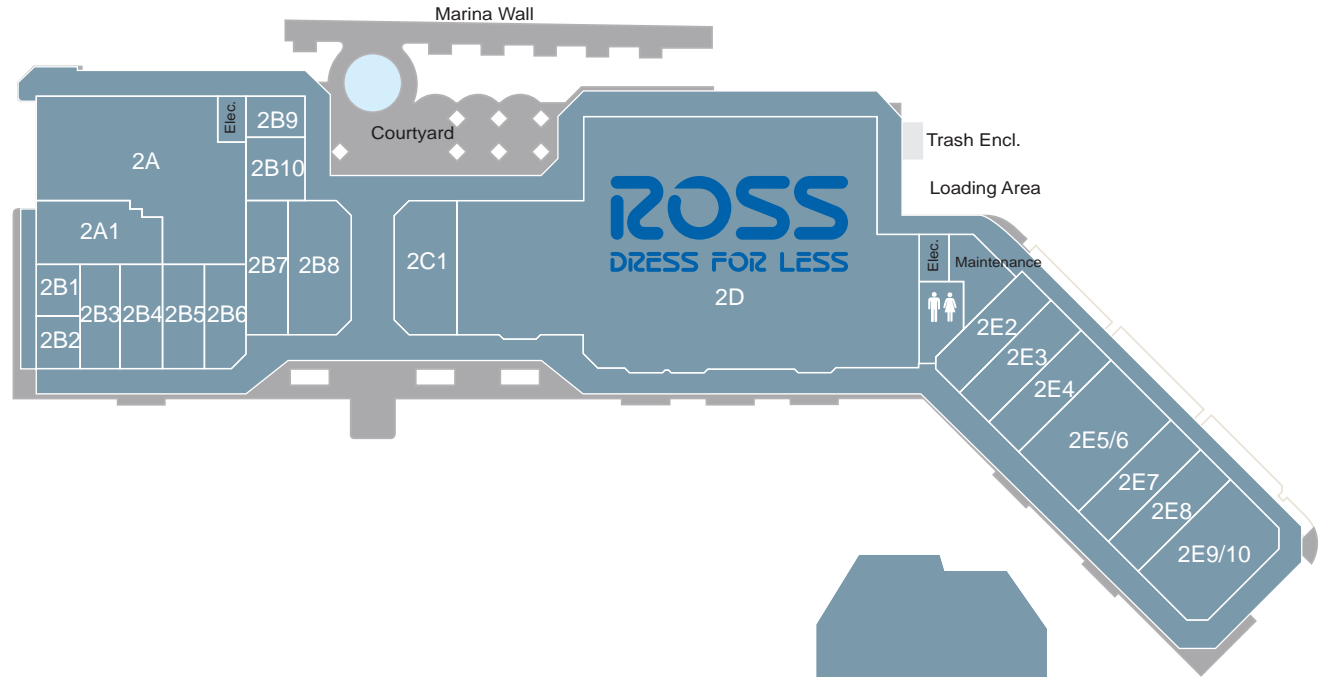 Marina Wall
Elec.
2B9
Courtyard
Trash Encl.
2A
2B10
Loading Area
ROSS
DRESS FOR LESS
2A1
2B7
2B8
2C1
Elec.
Maintenance
2D
2B1
2B3
2B4
2B5
2B6
2B2
2E2
2E3
2E4
2E5/6
2E7
2E8
2E9/10